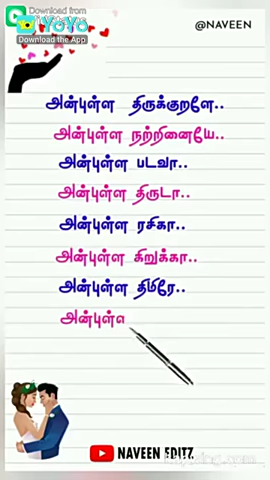 Download from
YoYo
Download the App
@NAVEEN
அன்புள்ள திருக்குறளே..
அன்புள்ள நற்றினையே..
அன்புள்ள படவா..
அன்புள்ள திருடா..
அன்புள்ள ரசிகா..
அன்புள்ள கிறுக்கா..
அன்புள்ள திமிரே..
அன்புள்ள
NAVEEN EDITZ